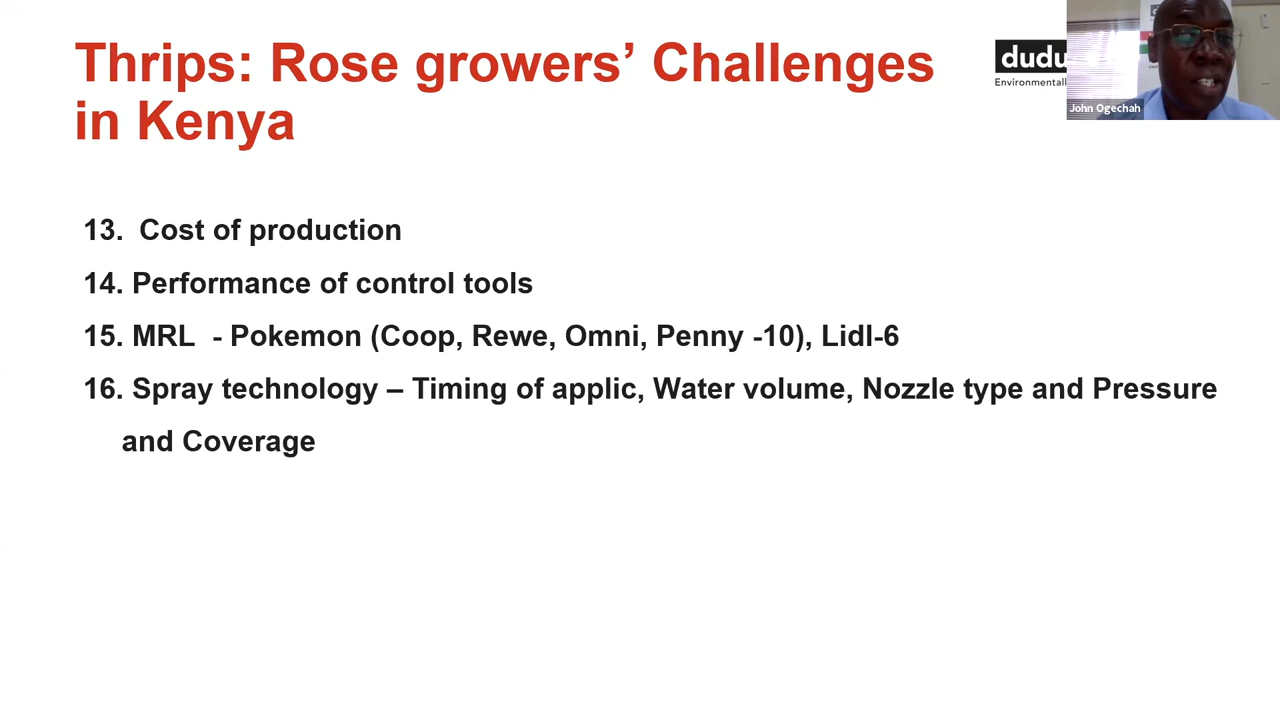 Thrips: Rose growers’ Challenges
in Kenya
dudu
Environmental
John Ogechah
13. Cost of production
14. Performance of control tools
15. MRL - Pokemon (Coop, Rewe, Omni, Penny -10), Lidl-6
16. Spray technology – Timing of applic, Water volume, Nozzle type and Pressure
and Coverage